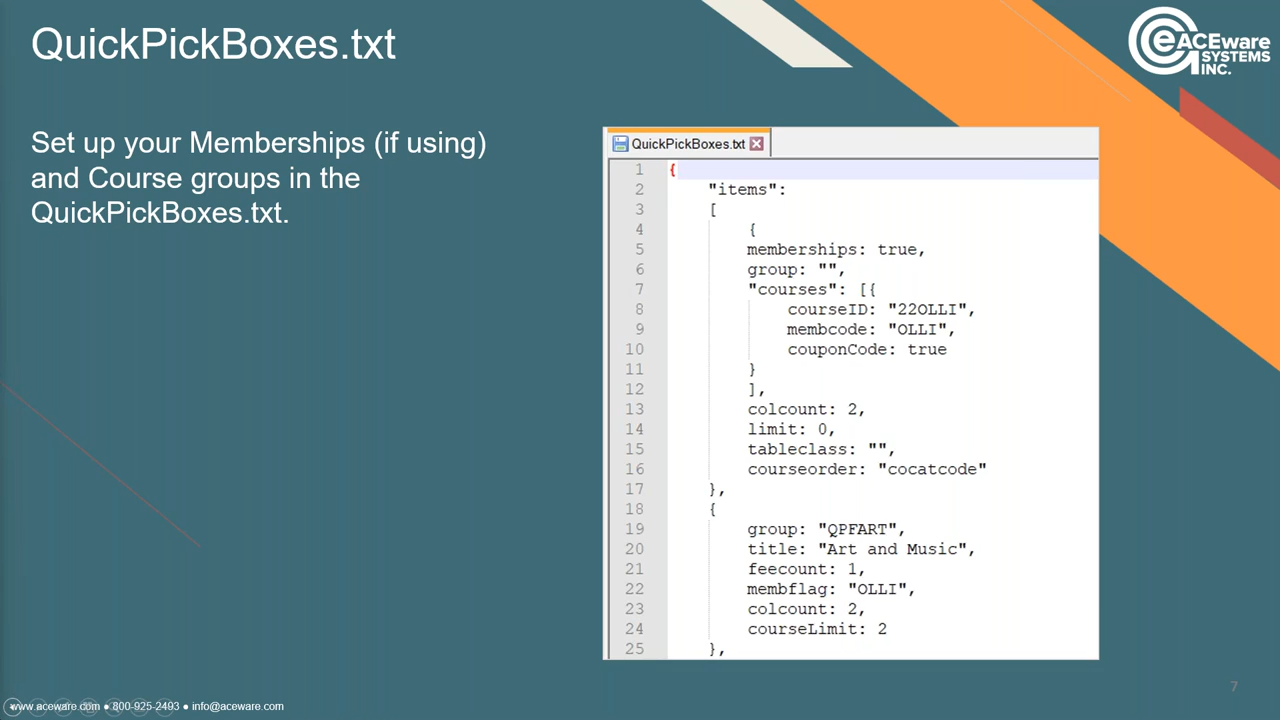 QuickPickBoxes.txt
ACEware
SYSTEMS
INC.
Set up your Memberships (if using)
and Course groups in the
QuickPickBoxes.txt.
QuickPickBoxes.txt
1 {
2 "items":
3 [
4 {
5 memberships: true,
6 group: "",
7 "courses": [{
8 courseID: "22OLLI",
9 membcode: "OLLI",
10 couponCode: true
11 }
12 ],
13 colcount: 2,
14 limit: 0,
15 tableclass: "",
16 courseorder: "cocatcode"
17 },
18 {
19 group: "QPFART",
20 title: "Art and Music",
21 feecount: 1,
22 membflag: "OLLI",
23 colcount: 2,
24 courseLimit: 2
25 },
www.aceware.com ● 800-925-2493 ● info@aceware.com
7